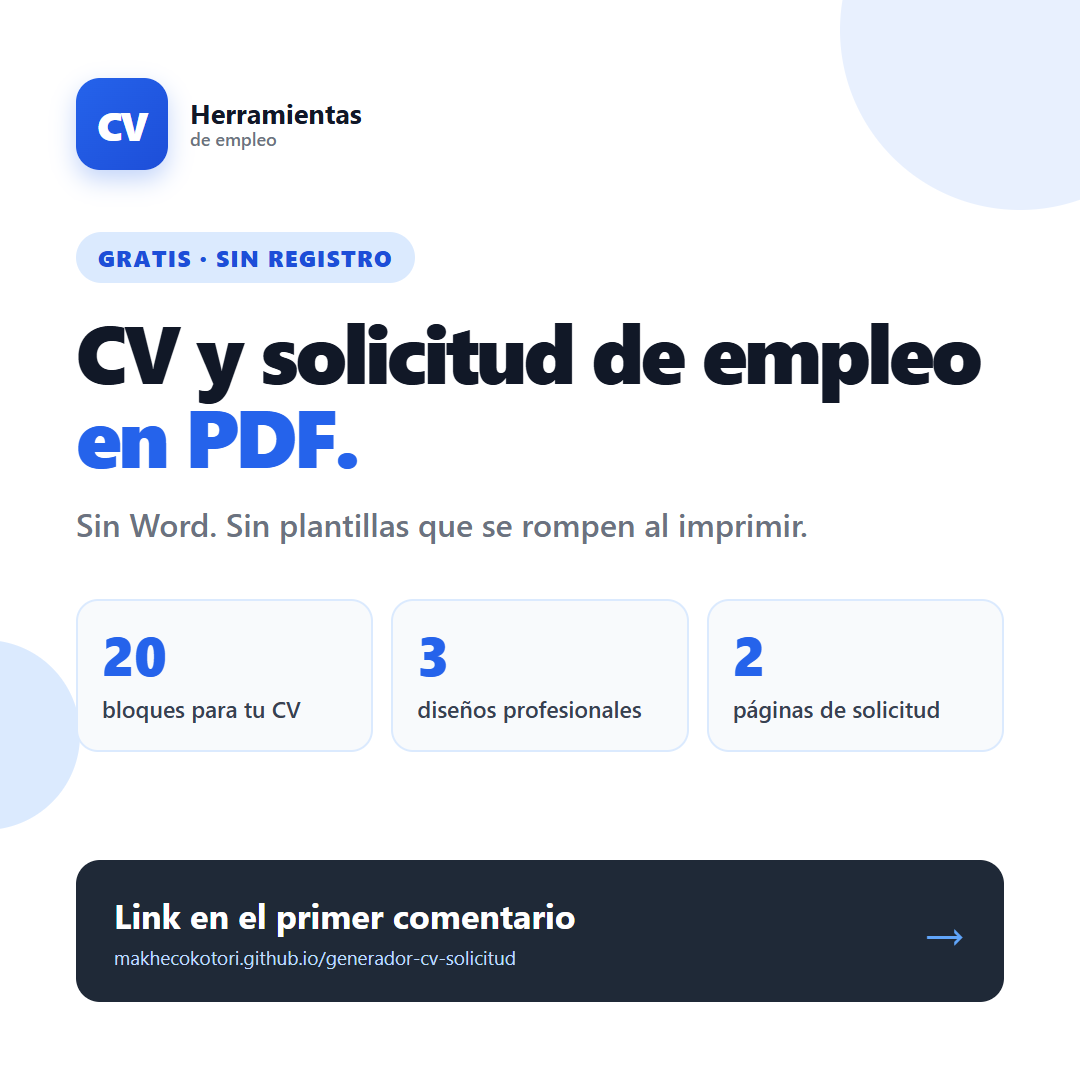 CV
Herramientas
de empleo
GRATIS · SIN REGISTRO
CV y solicitud de empleo
en PDF.
Sin Word. Sin plantillas que se rompen al imprimir.
20
bloques para tu CV
3
diseños profesionales
2
páginas de solicitud
Link en el primer comentario
makhecokotori.github.io/generador-cv-solicitud
→